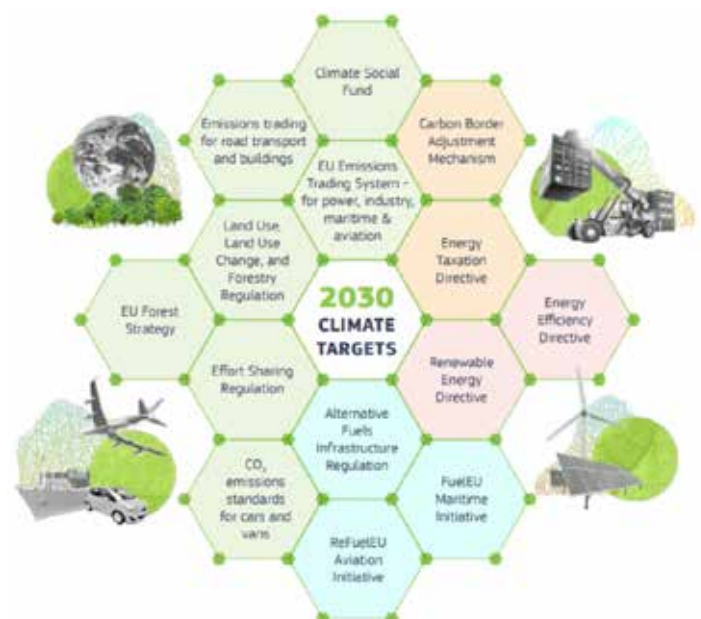 Climate Social
Fund
Emissions trading
for road transport
and buildings
Carbon Border
Adjustment
Mechanism
EU Emissions
Trading System –
for power, industry,
maritime &
aviation
Land Use,
Land Use
Change, and
Forestry
Regulation
Energy
Taxation
Directive
EU Forest
Strategy
2030
CLIMATE
TARGETS
Energy
Efficiency
Directive
Effort Sharing
Regulation
Renewable
Energy
Directive
Alternative
Fuels
Infrastructure
Regulation
CO₂
emissions
standards
for cars and
vans
FuelEU
Maritime
Initiative
ReFuelEU
Aviation
Initiative